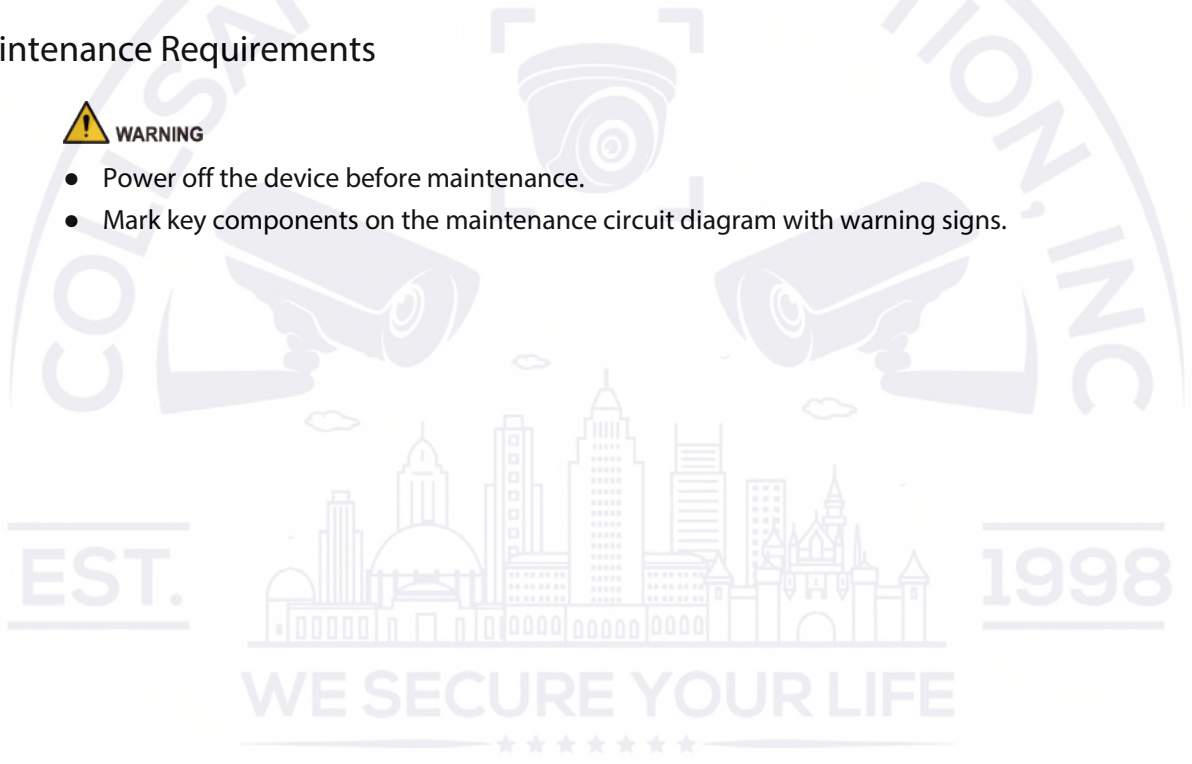 intenance Requirements
WARNING
● Power off the device before maintenance.
● Mark key components on the maintenance circuit diagram with warning signs.
EST.
1998
WE SECURE YOUR LIFE